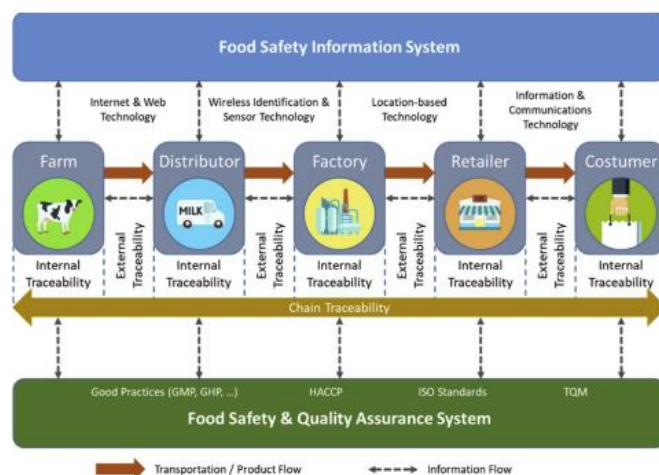 Food Safety Information System
Internet & Web
Technology
Wireless Identification &
Sensor Technology
Location-based
Technology
Information &
Communications
Technology
Farm
Distributor
Factory
Retailer
Costumer
MILK
Internal
Traceability
External
Traceability
Internal
Traceability
External
Traceability
Internal
Traceability
External
Traceability
Internal
Traceability
External
Traceability
Internal
Traceability
Chain Traceability
Good Practices (GMP, GHP, ...)
HACCP
ISO Standards
TQM
Food Safety & Quality Assurance System
Transportation / Product Flow
Information Flow